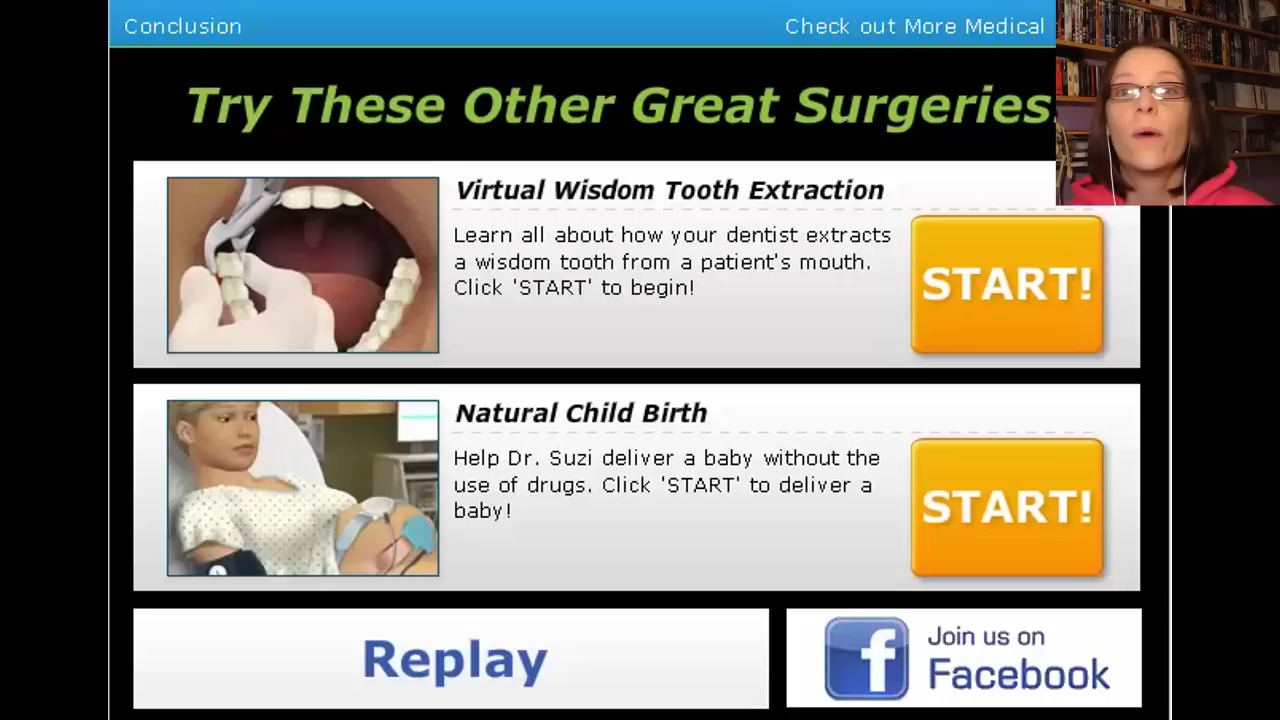 Conclusion
Check out More Medical
Try These Other Great Surgeries
Virtual Wisdom Tooth Extraction
Learn all about how your dentist extracts
a wisdom tooth from a patient's mouth.
Click 'START' to begin!
START!
Natural Child Birth
Help Dr. Suzi deliver a baby without the
use of drugs. Click 'START' to deliver a
baby!
START!
Replay
Join us on
Facebook